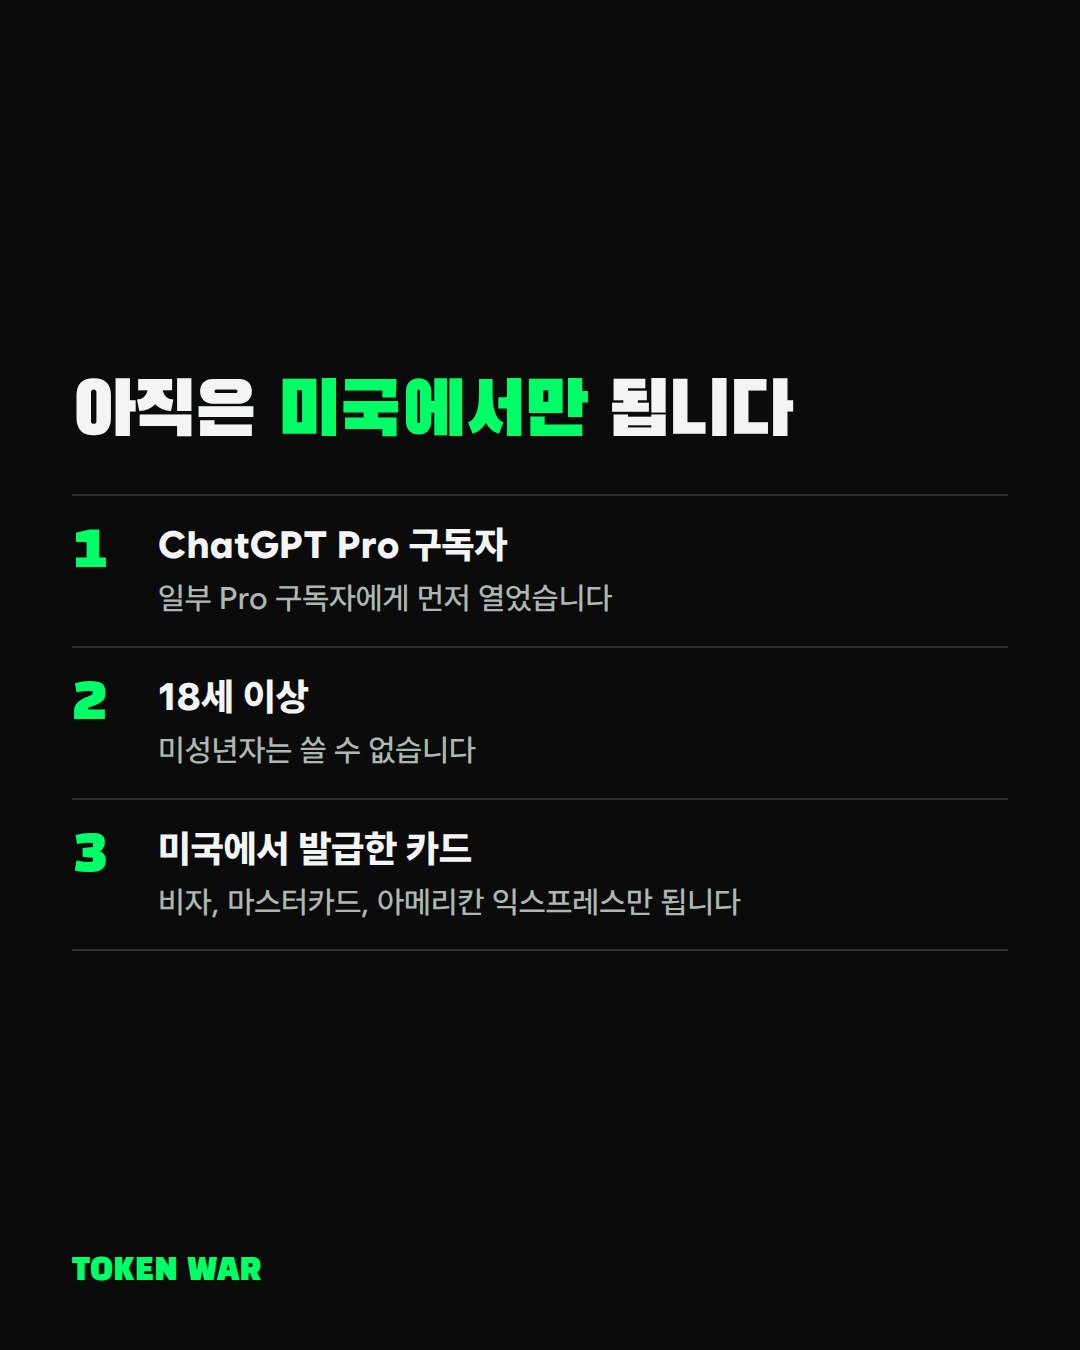 아직은 미국에서만 됩니다
1 ChatGPT Pro 구독자
일부 Pro 구독자에게 먼저 열었습니다
2 18세 이상
미성년자는 쓸 수 없습니다
3 미국에서 발급한 카드
비자, 마스터카드, 아메리칸 익스프레스만 됩니다
TOKEN WAR